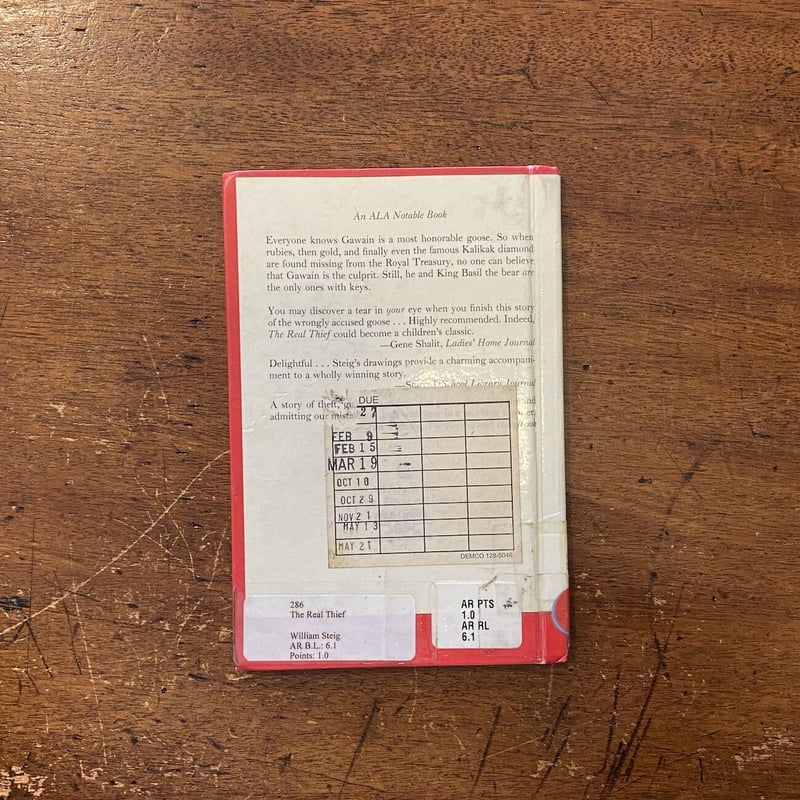 An ALA Notable Book
Everyone knows Gawain is a most honorable goose. So when
rubies, then gold, and finally even the famous Kalikak diamond
are found missing from the Royal Treasury, no one can believe
that Gawain is the culprit. Still, he and King Basil the bear are
the only ones with keys.
You may discover a tear in your eye when you finish this story
of the wrongly accused goose . . . Highly recommended. Indeed,
The Real Thief could become a children's classic.
—Gene Shalit, Ladies' Home Journal
Delightful . . . Steig's drawings provide a charming accompani-
ment to a wholly winning story.
School Library Journal
A story of theft, and
admitting our
DUE
27
FEB 9
FEB 15
MAR 19
OCT 10
OCT 29
NOV 21
MAY 13
MAY 21
DEMCO 128-5046
286
The Real Thief
William Steig
AR B.L.: 6.1
Points: 1.0
AR PTS
1.0
AR RL
6.1